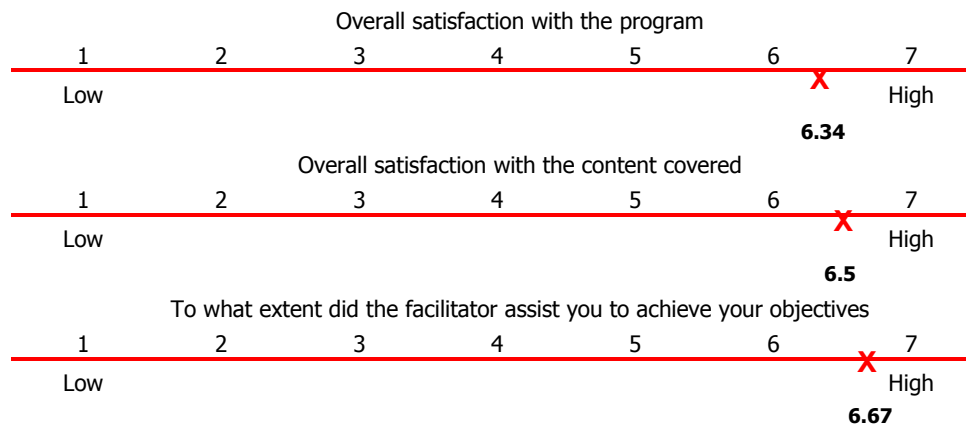 Overall satisfaction with the program
1 2 3 4 5 6 7
X
Low High
6.34
Overall satisfaction with the content covered
1 2 3 4 5 6 7
X
Low High
6.5
To what extent did the facilitator assist you to achieve your objectives
1 2 3 4 5 6 7
X
Low High
6.67